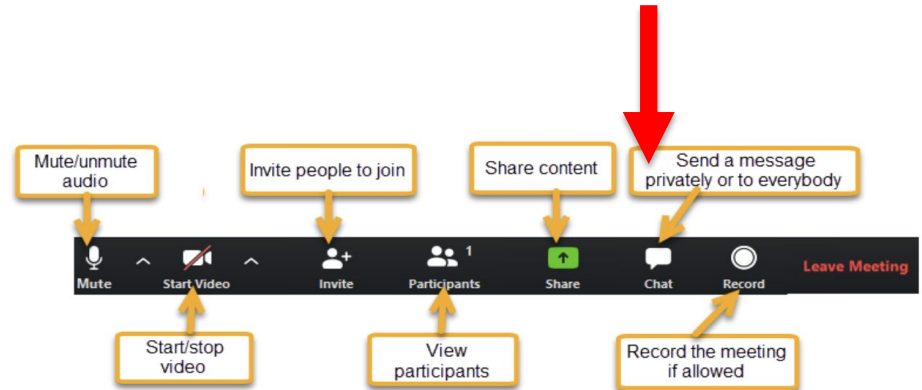 Mute/unmute
audio
Invite people to join
Share content
Send a message
privately or to everybody
1
Mute
Start Video
Invite
Participants
Share
Chat
Record
Leave Meeting
Start/stop
video
View
participants
Record the meeting
if allowed